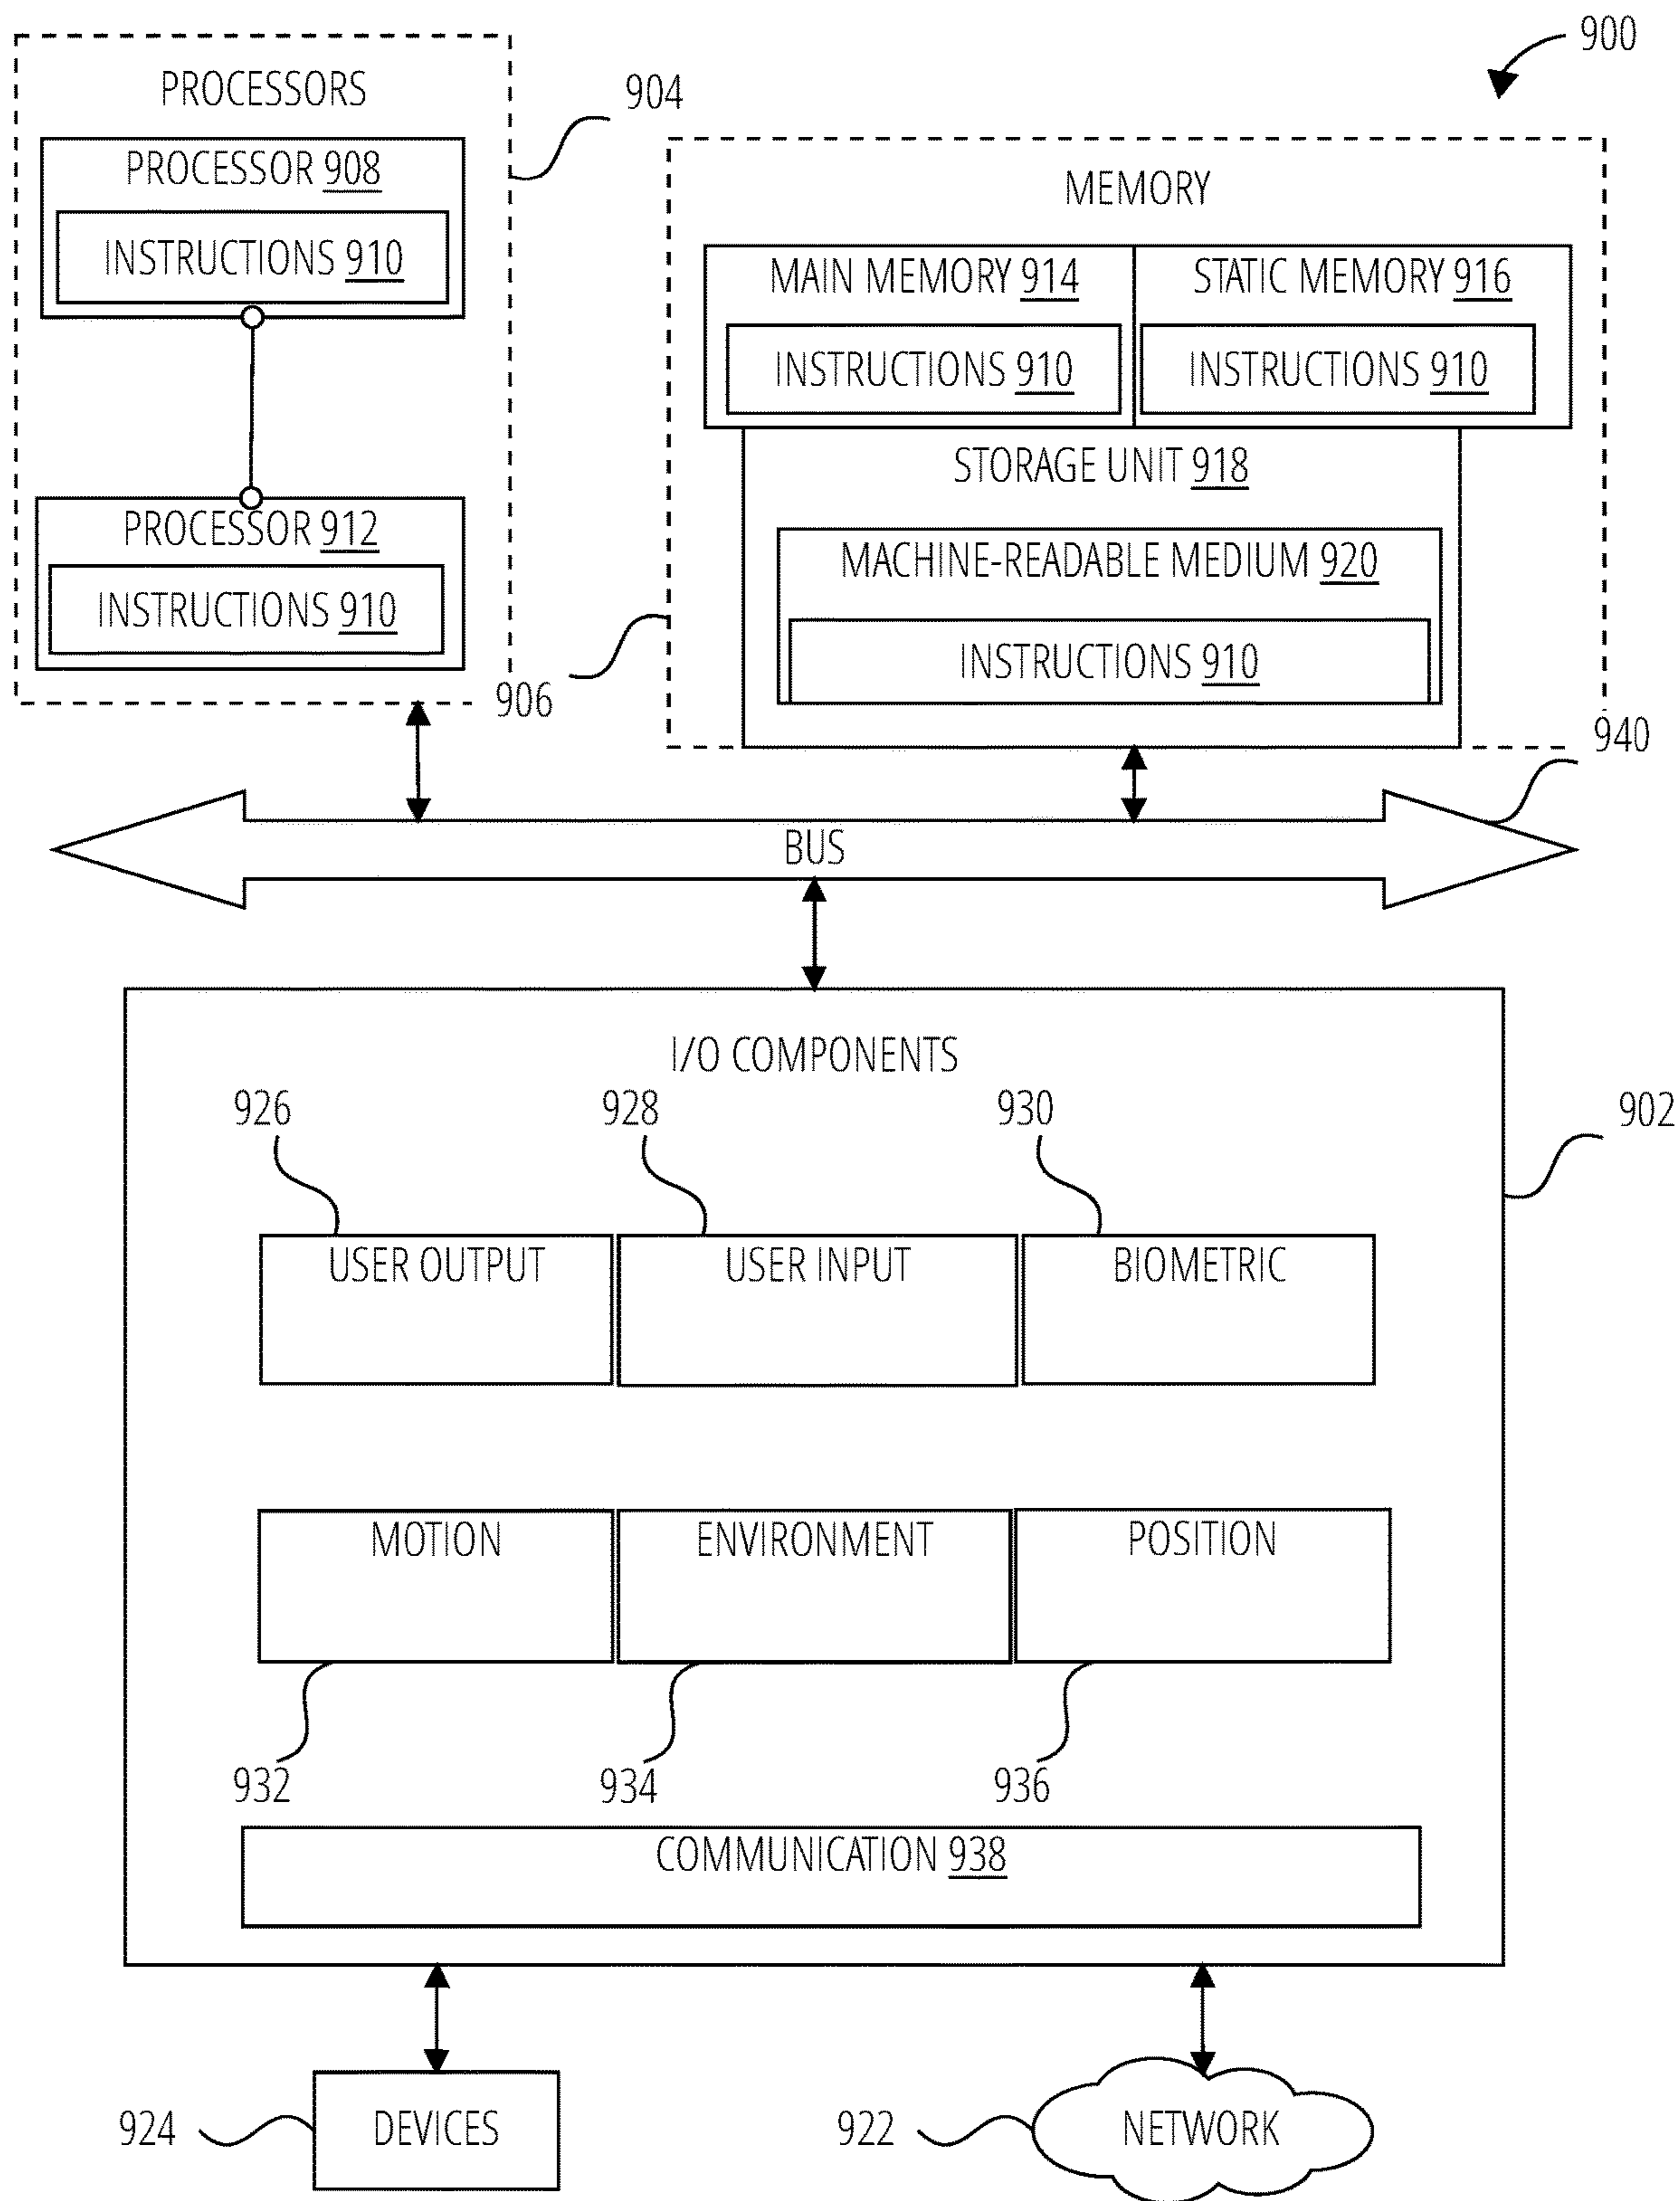 900
PROCESSORS
904
PROCESSOR 908
INSTRUCTIONS 910
PROCESSOR 912
INSTRUCTIONS 910
906
MEMORY
MAIN MEMORY 914
STATIC MEMORY 916
INSTRUCTIONS 910
INSTRUCTIONS 910
STORAGE UNIT 918
MACHINE-READABLE MEDIUM 920
INSTRUCTIONS 910
940
BUS
I/O COMPONENTS
902
926
928
930
USER OUTPUT
USER INPUT
BIOMETRIC
MOTION
ENVIRONMENT
POSITION
932
934
936
COMMUNICATION 938
924
DEVICES
922
NETWORK